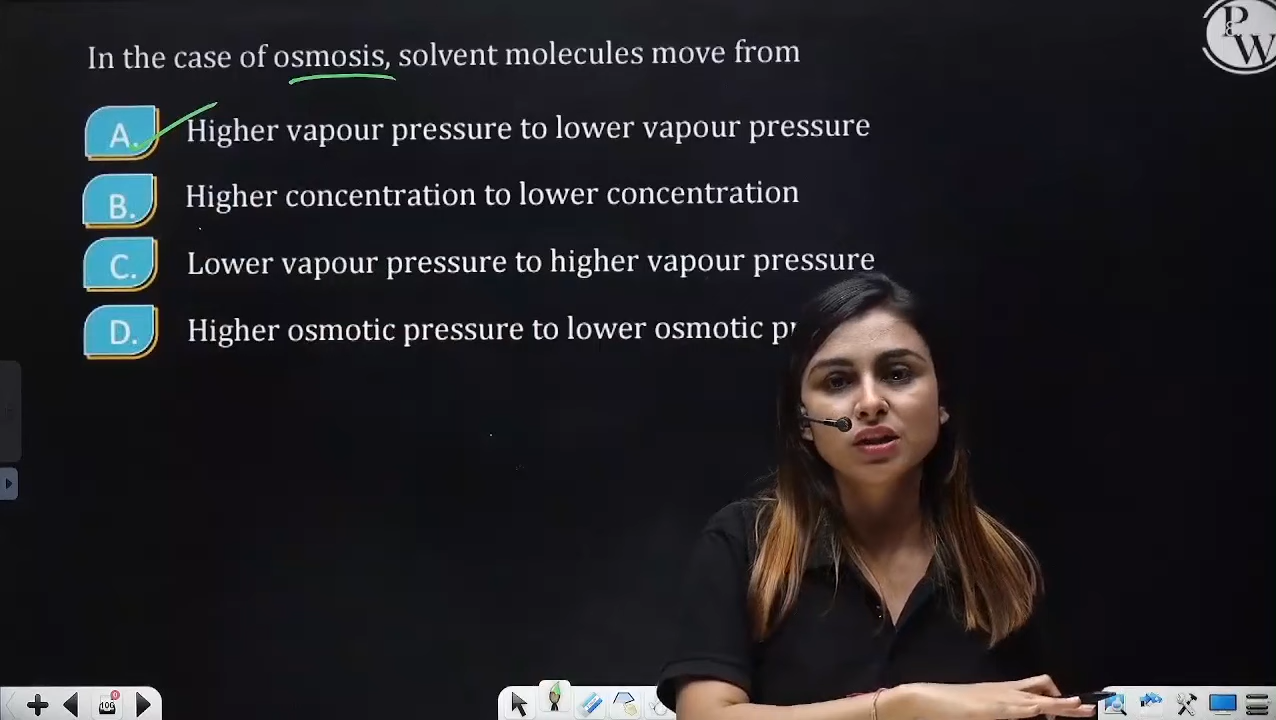 In the case of osmosis, solvent molecules move from
A. Higher vapour pressure to lower vapour pressure
B. Higher concentration to lower concentration
C. Lower vapour pressure to higher vapour pressure
D. Higher osmotic pressure to lower osmotic
P&W
106